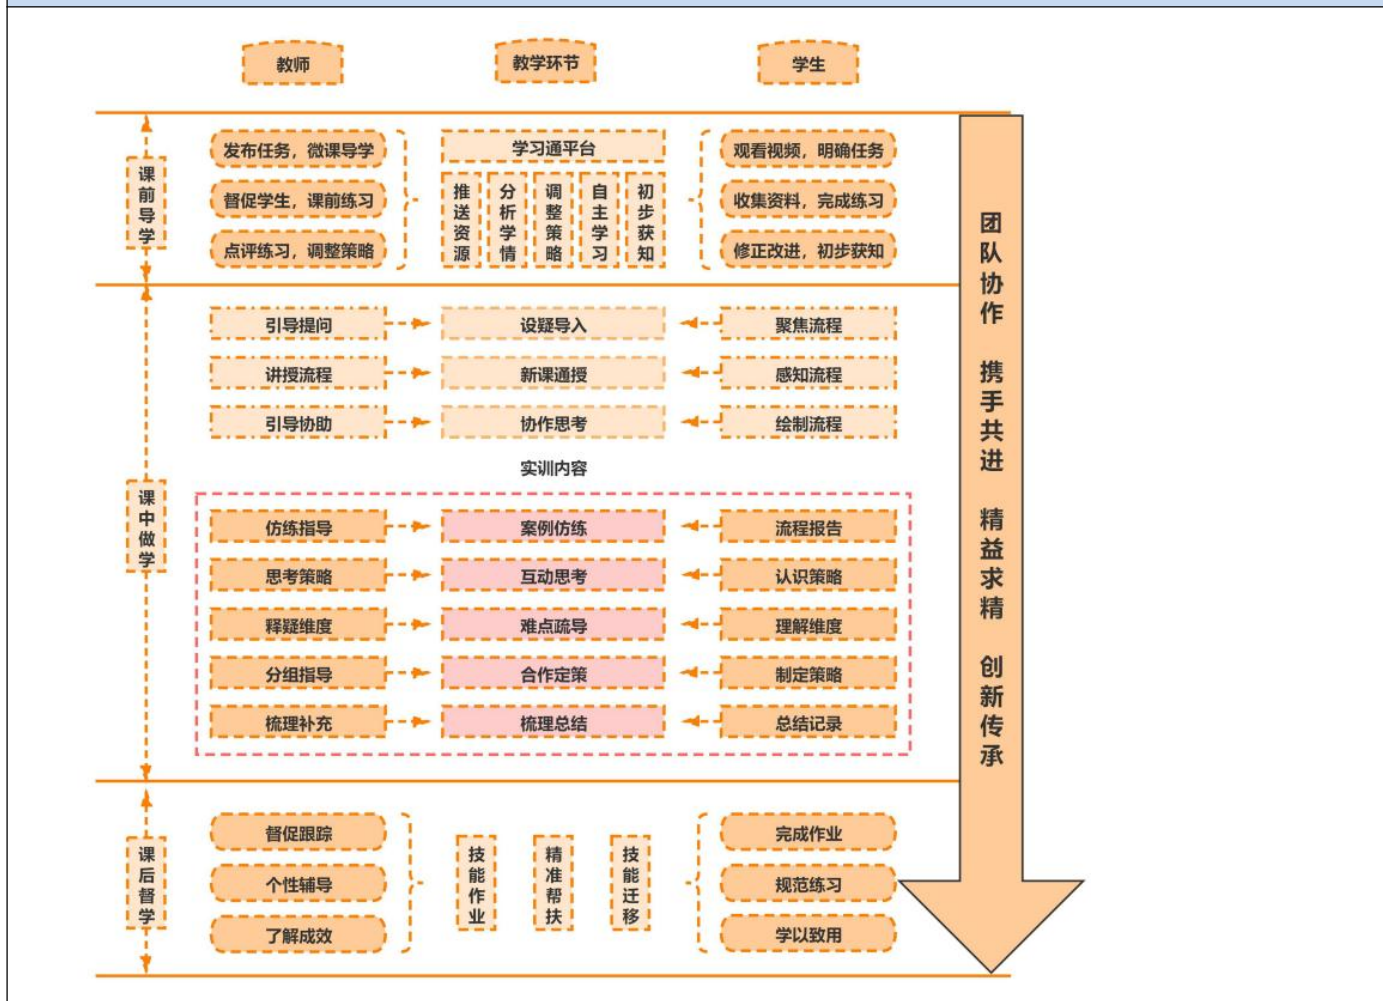 教师
教学环节
学生
课前导学
发布任务，微课导学
督促学生，课前练习
点评练习，调整策略
学习通平台
推送资源
分析学情
调整策略
自主学习
初步获知
观看视频，明确任务
收集资料，完成练习
修正改进，初步获知
课中做学
引导提问
设疑导入
聚焦流程
讲授流程
新课通授
感知流程
引导协助
协作思考
绘制流程
实训内容
仿练指导
案例仿练
流程报告
思考策略
互动思考
认识策略
释疑维度
难点疏导
理解维度
分组指导
合作定策
制定策略
梳理补充
梳理总结
总结记录
课后督学
督促跟踪
个性辅导
了解成效
技能作业
精准帮扶
技能迁移
完成作业
规范练习
学以致用
团队协作 携手共进 精益求精 创新传承